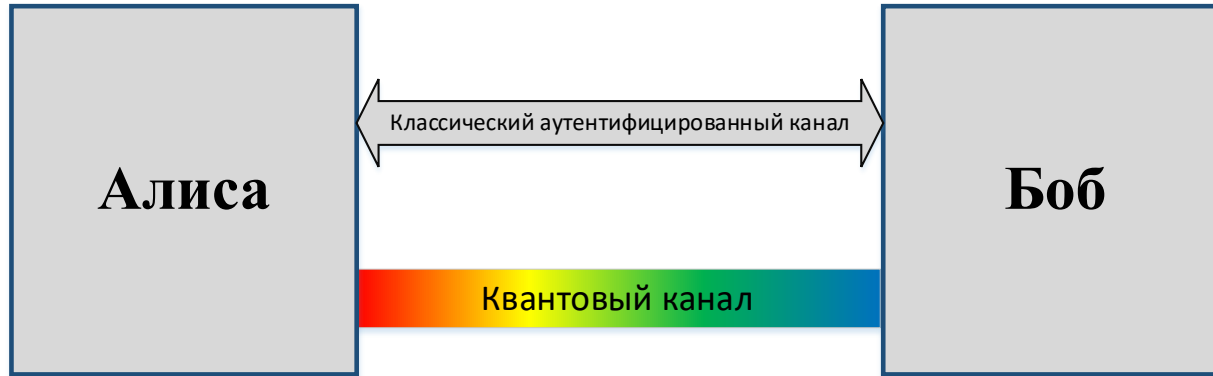 Алиса
Классический аутентифицированный канал
Боб
Квантовый канал